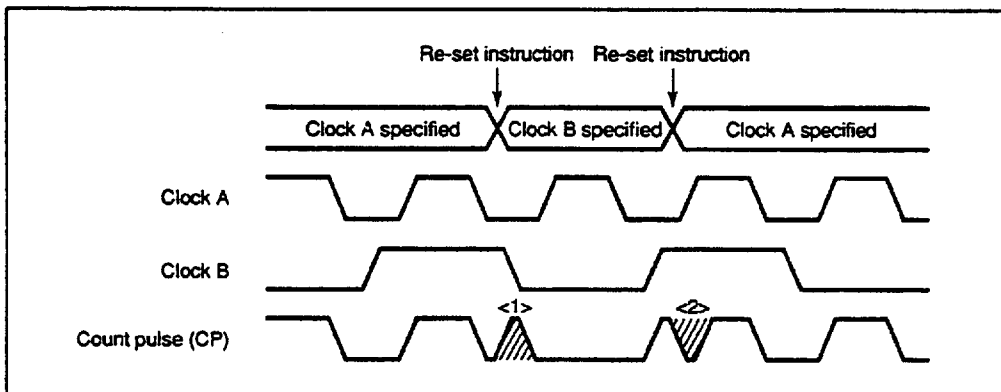 Re-set instruction Re-set instruction
Clock A specified Clock B specified Clock A specified
Clock A
Clock B
<1> <2>
Count pulse (CP)